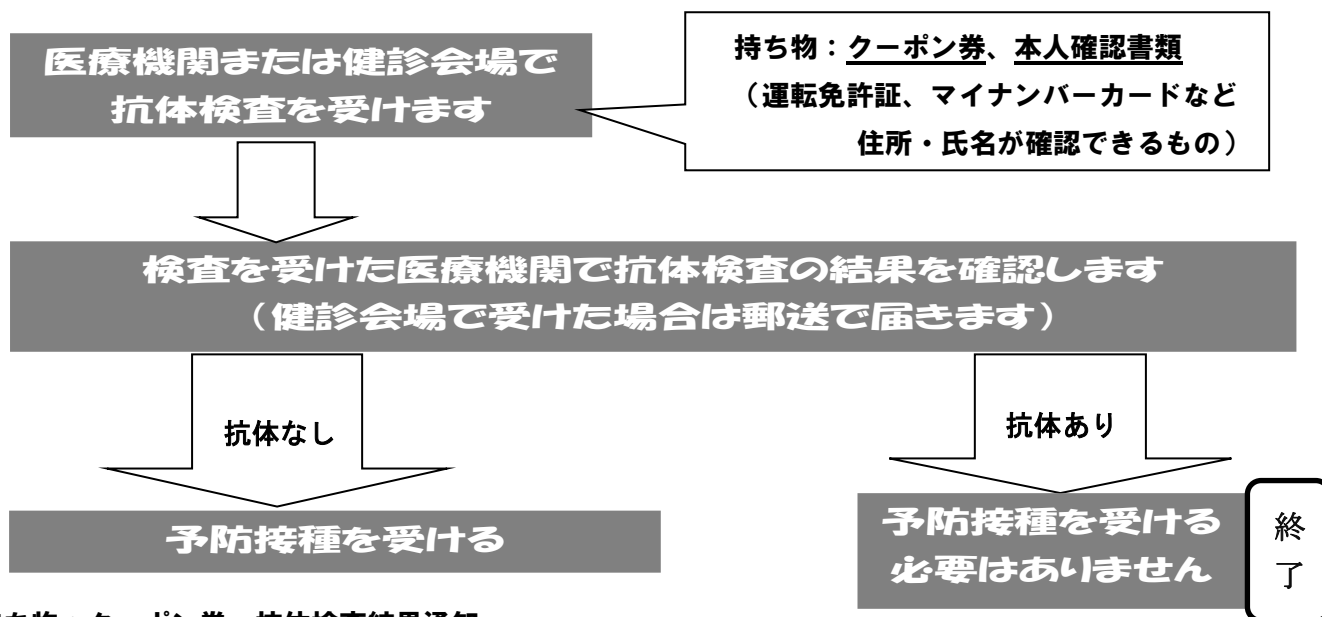 医療機関または健診会場で
抗体検査を受けます
持ち物：クーポン券、本人確認書類
（運転免許証、マイナンバーカードなど
住所・氏名が確認できるもの）
検査を受けた医療機関で抗体検査の結果を確認します
（健診会場で受けた場合は郵送で届きます）
抗体なし
抗体あり
予防接種を受ける
予防接種を受ける
必要はありません
終
了